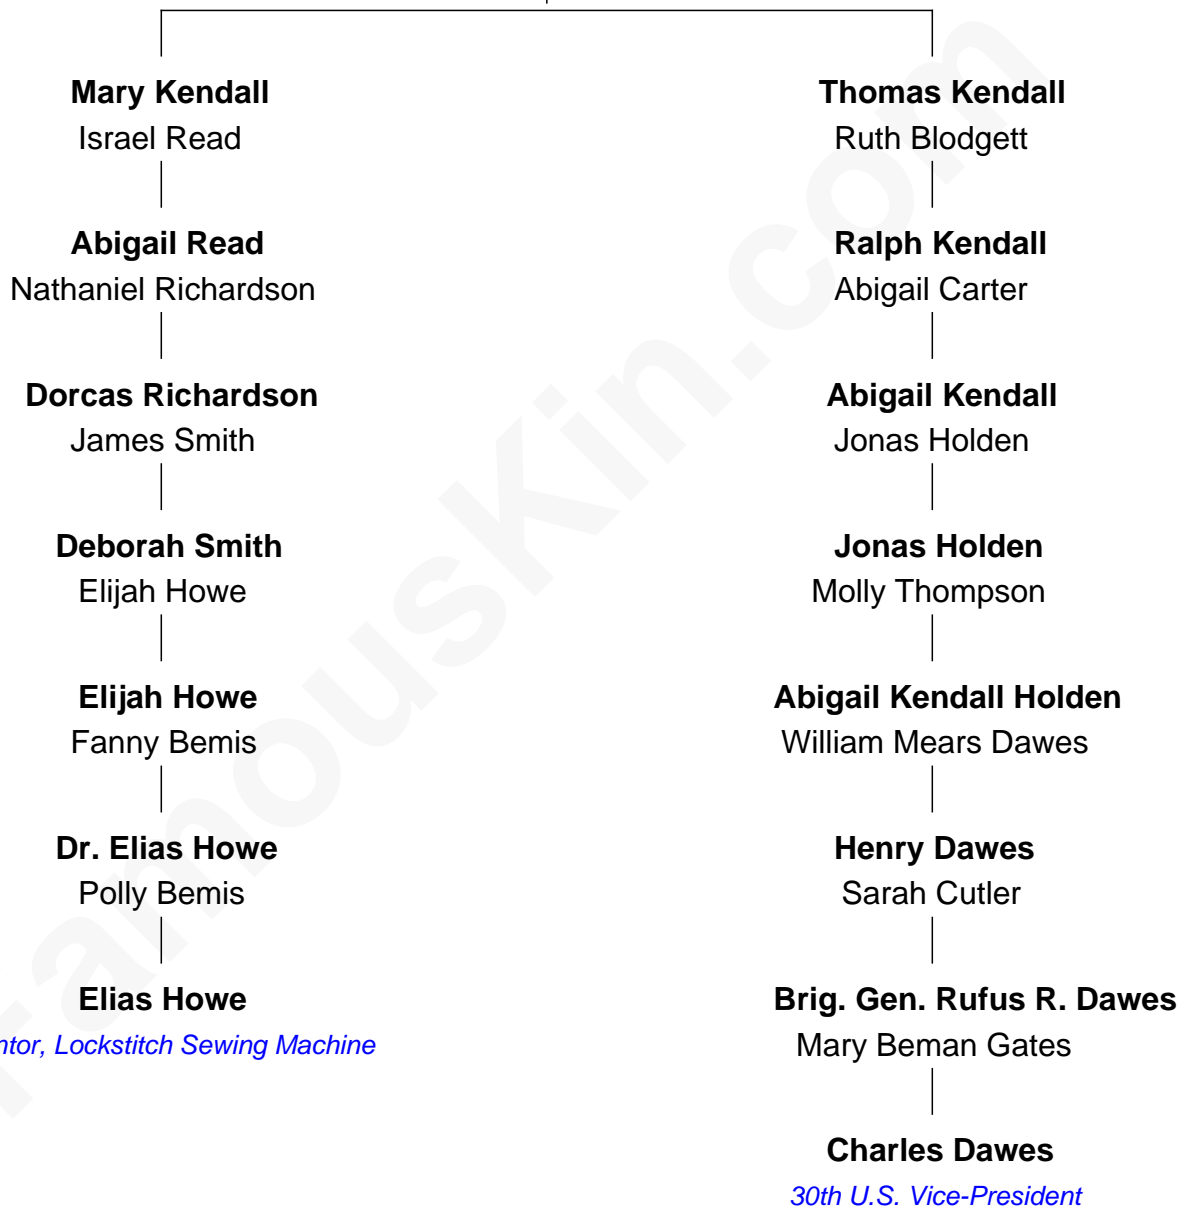 Mary Kendall
Israel Read
Abigail Read
Nathaniel Richardson
Dorcas Richardson
James Smith
Deborah Smith
Elijah Howe
Elijah Howe
Fanny Bemis
Dr. Elias Howe
Polly Bemis
Elias Howe
ntor, Lockstitch Sewing Machine
Thomas Kendall
Ruth Blodgett
Ralph Kendall
Abigail Carter
Abigail Kendall
Jonas Holden
Jonas Holden
Molly Thompson
Abigail Kendall Holden
William Mears Dawes
Henry Dawes
Sarah Cutler
Brig. Gen. Rufus R. Dawes
Mary Beman Gates
Charles Dawes
30th U.S. Vice-President
FamousKin.com